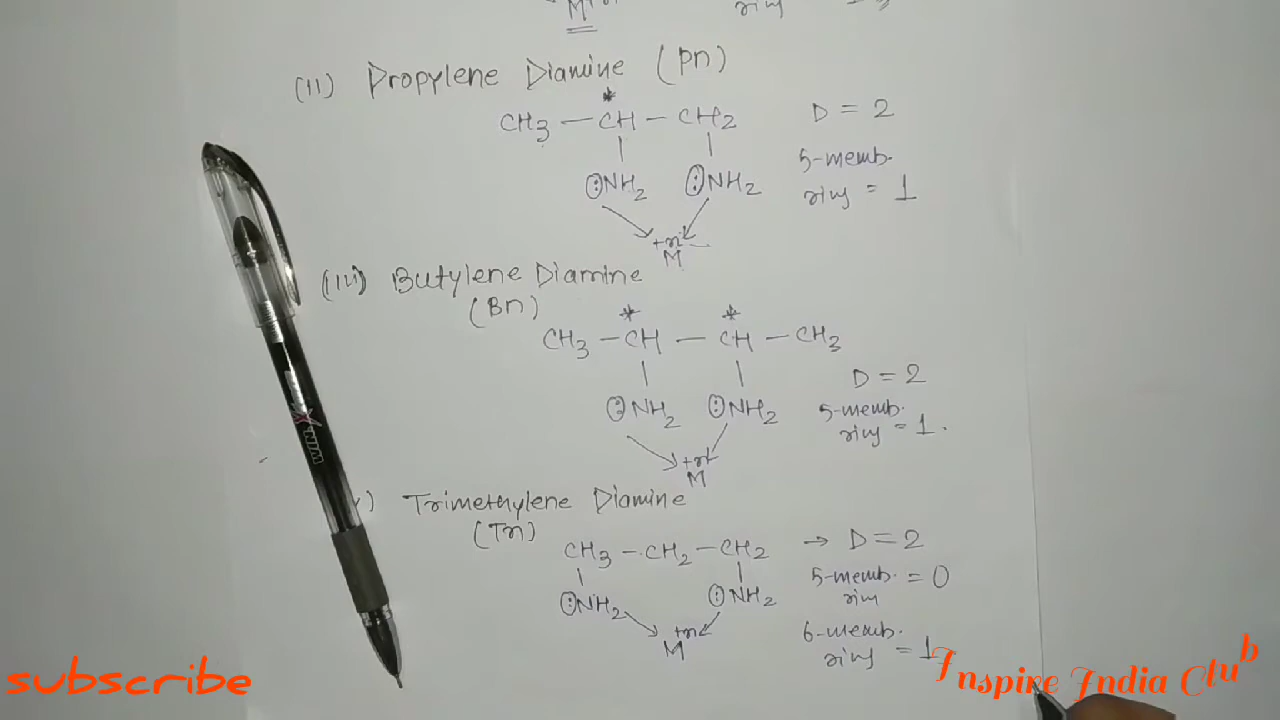 M+n
(ii) Propylene Diamine (Pn)
*
CH3 — CH — CH2
D = 2
NH2 NH2
5-memb.
ring = 1
+n
M
(iii) Butylene Diamine
(Bn)
* *
CH3 — CH — CH — CH3
D = 2
NH2 NH2
5-memb.
ring = 1.
+n
M
) Trimethylene Diamine
(Tn)
CH3 — CH2 — CH2 → D = 2
5-memb. = 0
rin
NH2 NH2
+n
M
6-memb.
ring = 1
WIN X
subscribe
Inspire India Club